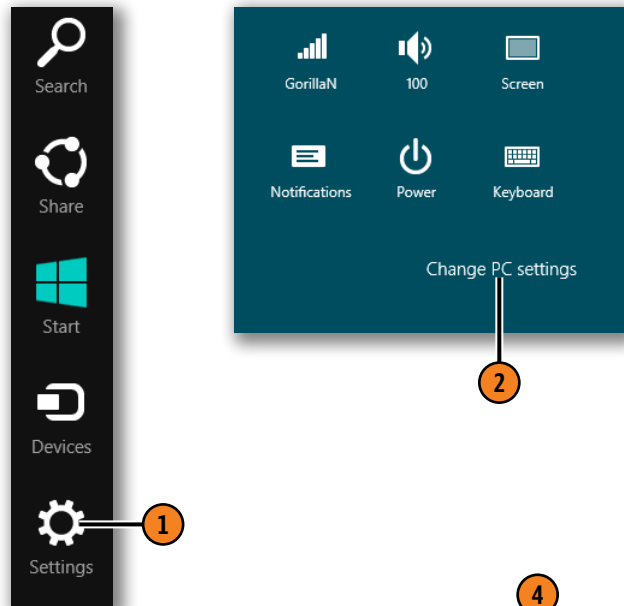 Search
Share
Start
Devices
Settings
1
GorillaN
100
Screen
Notifications
Power
Keyboard
Change PC settings
2
4